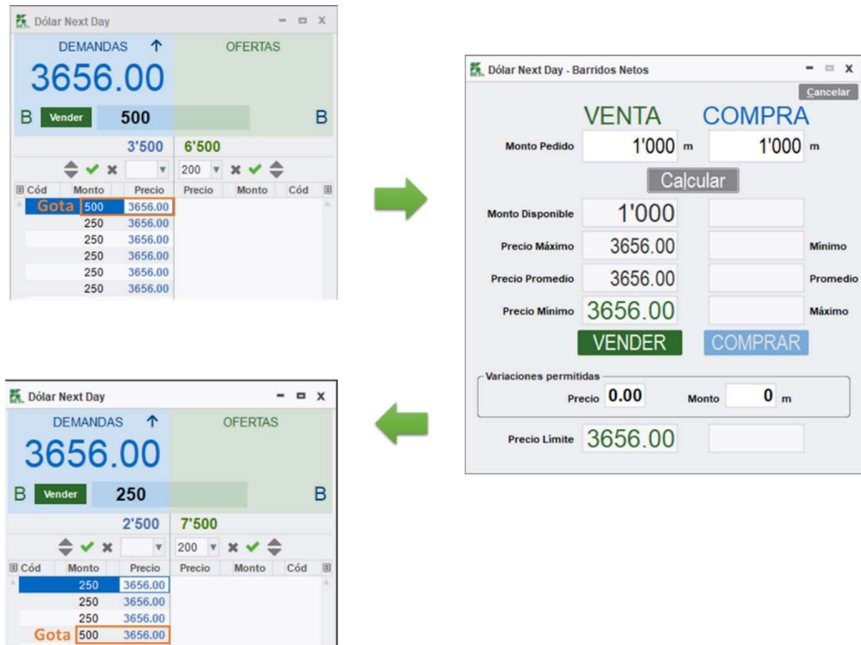 Dólar Next Day
DEMANDAS OFERTAS
3656.00
B Vender 500 B
3'500 6'500
200
Cód Monto Precio Precio Monto Cód
Gota 500 3656.00
250 3656.00
250 3656.00
250 3656.00
250 3656.00
250 3656.00
Dólar Next Day - Barridos Netos
Cancelar
VENTA COMPRA
Monto Pedido 1'000 m 1'000 m
Calcular
Monto Disponible 1'000
Precio Máximo 3656.00 Mínimo
Precio Promedio 3656.00 Promedio
Precio Mínimo 3656.00 Máximo
VENDER COMPRAR
Variaciones permitidas
Precio 0.00 Monto 0 m
Precio Limite 3656.00
Dólar Next Day
DEMANDAS OFERTAS
3656.00
B Vender 250 B
2'500 7'500
200
Cód Monto Precio Precio Monto Cód
250 3656.00
250 3656.00
250 3656.00
Gota 500 3656.00